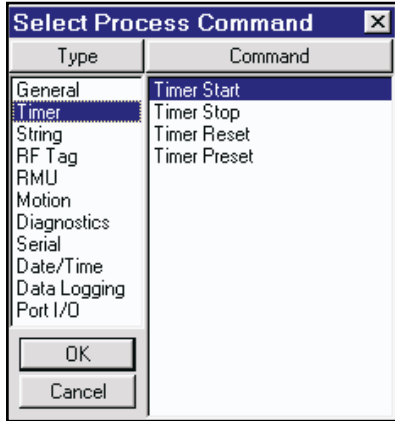 Select Process Command
Type
Command
General
Timer
String
RF Tag
RMU
Motion
Diagnostics
Serial
Date/Time
Data Logging
Port I/O
Timer Start
Timer Stop
Timer Reset
Timer Preset
OK
Cancel